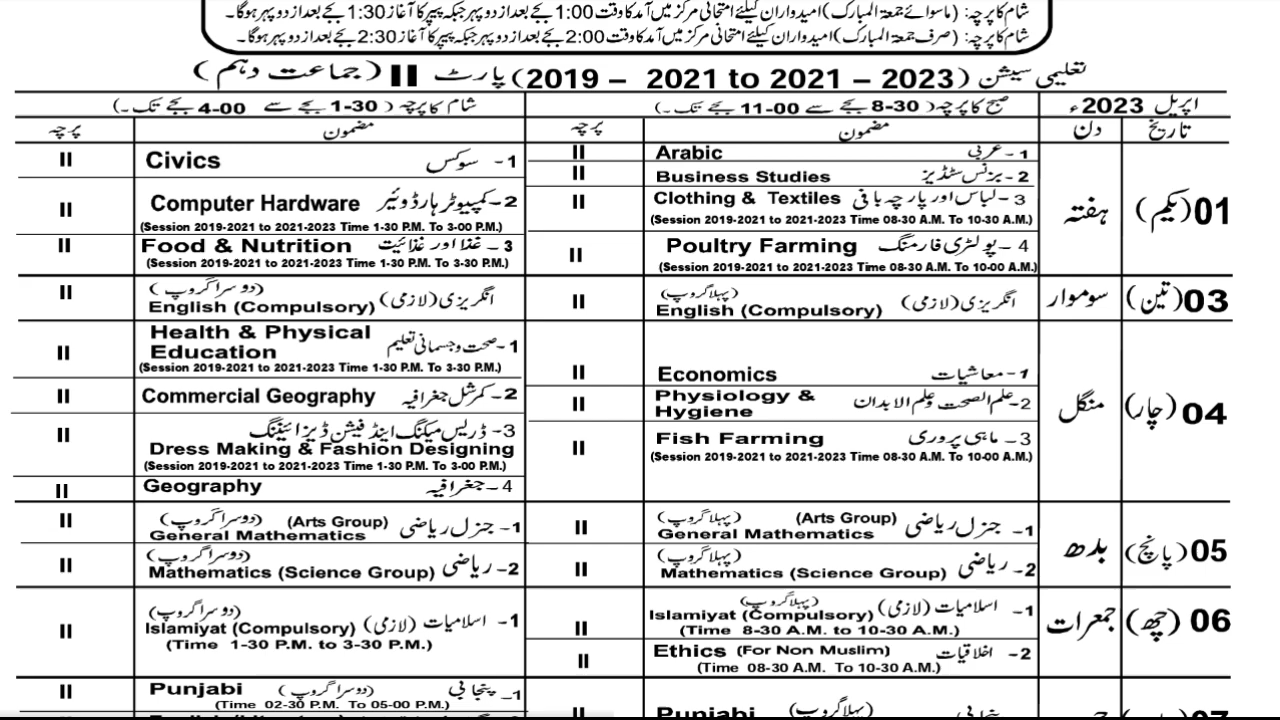 شام کا پرچہ: (ماسوائے جمعۃ المبارک) امیدواران کیلئے امتحانی مرکز میں آمد کا وقت 1:00 بجے بعد از دوپہر جبکہ پیپر کا آغاز 1:30 بجے بعد از دوپہر ہوگا۔
شام کا پرچہ: (صرف جمعۃ المبارک) امیدواران کیلئے امتحانی مرکز میں آمد کا وقت 2:00 بجے بعد از دوپہر جبکہ پیپر کا آغاز 2:30 بجے بعد از دوپہر ہوگا۔
تعلیمی سیشن (2019 – 2021 to 2021 – 2023) پارٹ II (جماعت دہم)
اپریل 2023ء
صبح کا پرچہ (8-30 بجے سے 11-00 بجے تک۔)
شام کا پرچہ (1-30 بجے سے 4-00 بجے تک۔)
تاریخ دن مضمون پرچہ مضمون پرچہ
01 (یکم) ہفتہ
1- عربی Arabic II
2- بزنس سٹڈیز Business Studies II
3- لباس اور پارچہ بافی Clothing & Textiles II
(Session 2019-2021 to 2021-2023 Time 08-30 A.M. To 10-30 A.M.)
4- پولٹری فارمنگ Poultry Farming II
(Session 2019-2021 to 2021-2023 Time 08-30 A.M. To 10-00 A.M.)
1- سوکس Civics II
2- کمپیوٹر ہارڈوئیر Computer Hardware II
(Session 2019-2021 to 2021-2023 Time 1-30 P.M. To 3-00 P.M.)
3- غذا اور غذائیت Food & Nutrition II
(Session 2019-2021 to 2021-2023 Time 1-30 P.M. To 3-30 P.M.)
03 (تین) سوموار
انگریزی (لازمی) (پہلا گروپ) English (Compulsory) II
انگریزی (لازمی) (دوسرا گروپ) English (Compulsory) II
04 (چار) منگل
1- معاشیات Economics II
2- علم الصحت و علم الابدان Physiology & Hygiene II
3- ماہی پروری Fish Farming II
(Session 2019-2021 to 2021-2023 Time 08-30 A.M. To 10-00 A.M.)
1- صحت و جسمانی تعلیم Health & Physical Education II
(Session 2019-2021 to 2021-2023 Time 1-30 P.M. To 3-30 P.M.)
2- کمرشل جغرافیہ Commercial Geography II
3- ڈریس میکنگ اینڈ فیشن ڈیزائیننگ II
Dress Making & Fashion Designing
(Session 2019-2021 to 2021-2023 Time 1-30 P.M. To 3-00 P.M.)
4- جغرافیہ Geography II
05 (پانچ) بدھ
1- جنرل ریاضی (Arts Group) (پہلا گروپ) General Mathematics II
2- ریاضی (پہلا گروپ) Mathematics (Science Group) II
1- جنرل ریاضی (Arts Group) (دوسرا گروپ) General Mathematics II
2- ریاضی (دوسرا گروپ) Mathematics (Science Group) II
06 (چھ) جمعرات
1- اسلامیات (لازمی) (پہلا گروپ) Islamiyat (Compulsory) II
(Time 8-30 A.M. to 10-30 A.M.)
2- اخلاقیات Ethics (For Non Muslim) II
(Time 08-30 A.M. To 10-30 A.M.)
1- اسلامیات (لازمی) (دوسرا گروپ) Islamiyat (Compulsory) II
(Time 1-30 P.M. to 3-30 P.M.)
07
پنجابی (پہلا گروپ) Punjabi II
1- پنجابی (دوسرا گروپ) Punjabi II
(Time 02-30 P.M. To 05-00 P.M.)